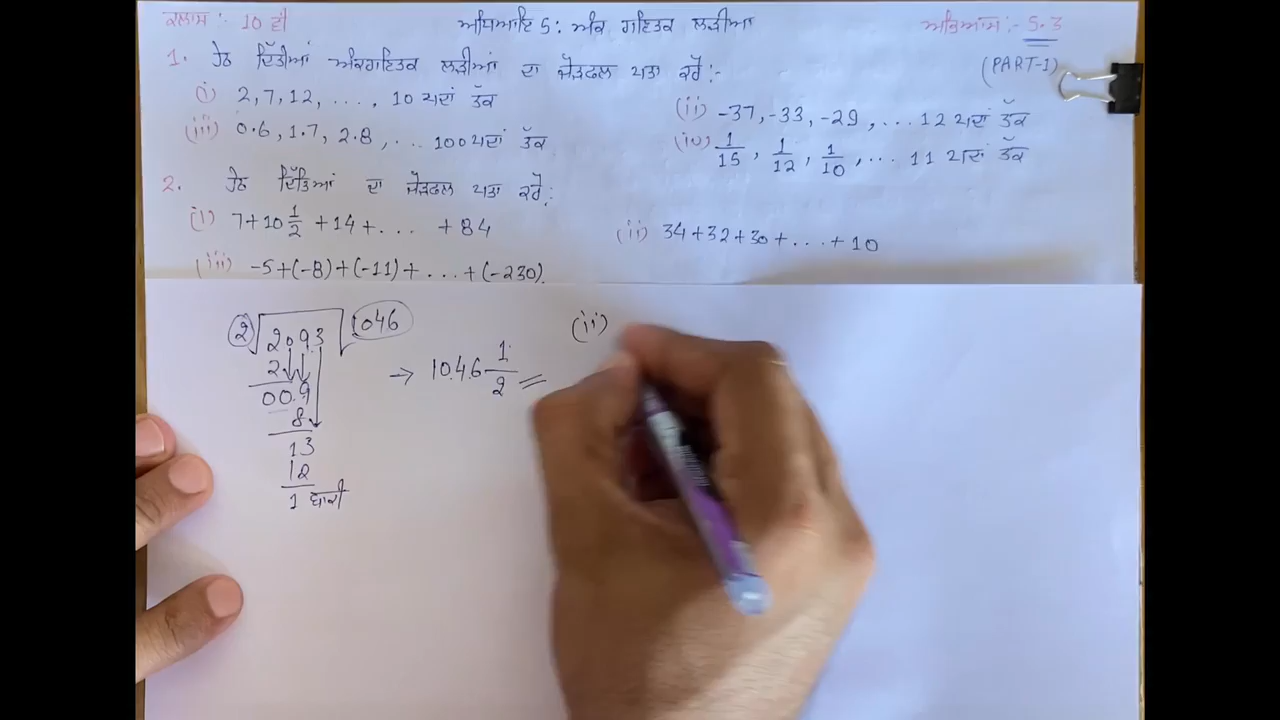 ਕਲਾਸ :- 10 ਵੀਂ ਅਧਿਆਇ 5 : ਅੰਕ ਗਣਿਤਕ ਲੜੀਆਂ ਅਭਿਆਸ :- 5.3
(PART-1)
1. ਹੇਠ ਦਿੱਤੀਆਂ ਅੰਕਗਣਿਤਕ ਲੜੀਆਂ ਦਾ ਜੋੜਫਲ ਪਤਾ ਕਰੋ :-
(i) 2, 7, 12, .... , 10 ਪਦਾਂ ਤੱਕ (ii) -37, -33, -29 , ... 12 ਪਦਾਂ ਤੱਕ
(iii) 0.6, 1.7, 2.8, ... 100 ਪਦਾਂ ਤੱਕ (iv) 1/15 , 1/12 , 1/10 , ... 11 ਪਦਾਂ ਤੱਕ
2. ਹੇਠ ਦਿੱਤਿਆਂ ਦਾ ਜੋੜਫਲ ਪਤਾ ਕਰੋ :-
(i) 7 + 10 1/2 + 14 + .... + 84 (ii) 34 + 32 + 30 + ... + 10
(iii) -5 + (-8) + (-11) + .... + (-230).
2 2093 1046
2
00.9
8
13
12
1 ਬਾਕੀ
→ 1046 1/2
(ii)